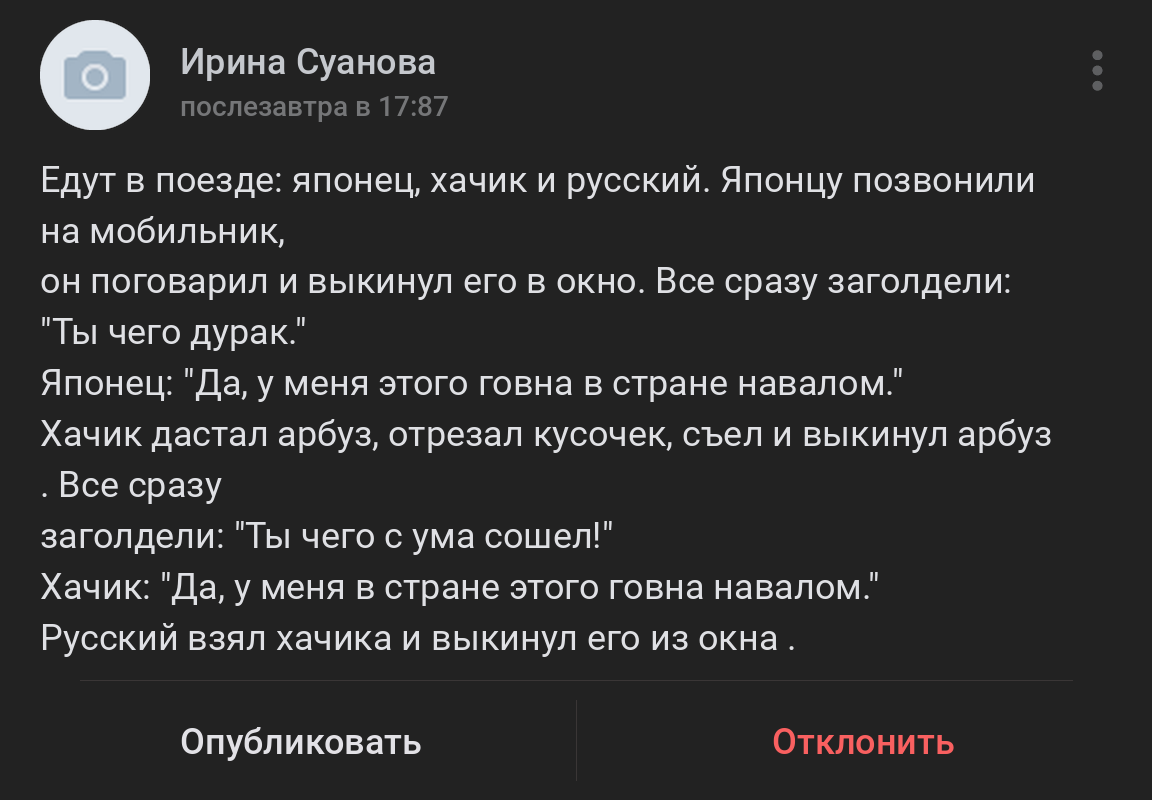 Ирина Суанова
послезавтра в 17:87
Едут в поезде: японец, хачик и русский. Японцу позвонили
на мобильник,
он поговарил и выкинул его в окно. Все сразу заголдели:
"Ты чего дурак."
Японец: "Да, у меня этого говна в стране навалом."
Хачик дастал арбуз, отрезал кусочек, съел и выкинул арбуз
. Все сразу
заголдели: "Ты чего с ума сошел!"
Хачик: "Да, у меня в стране этого говна навалом."
Русский взял хачика и выкинул его из окна .
Опубликовать
Отклонить